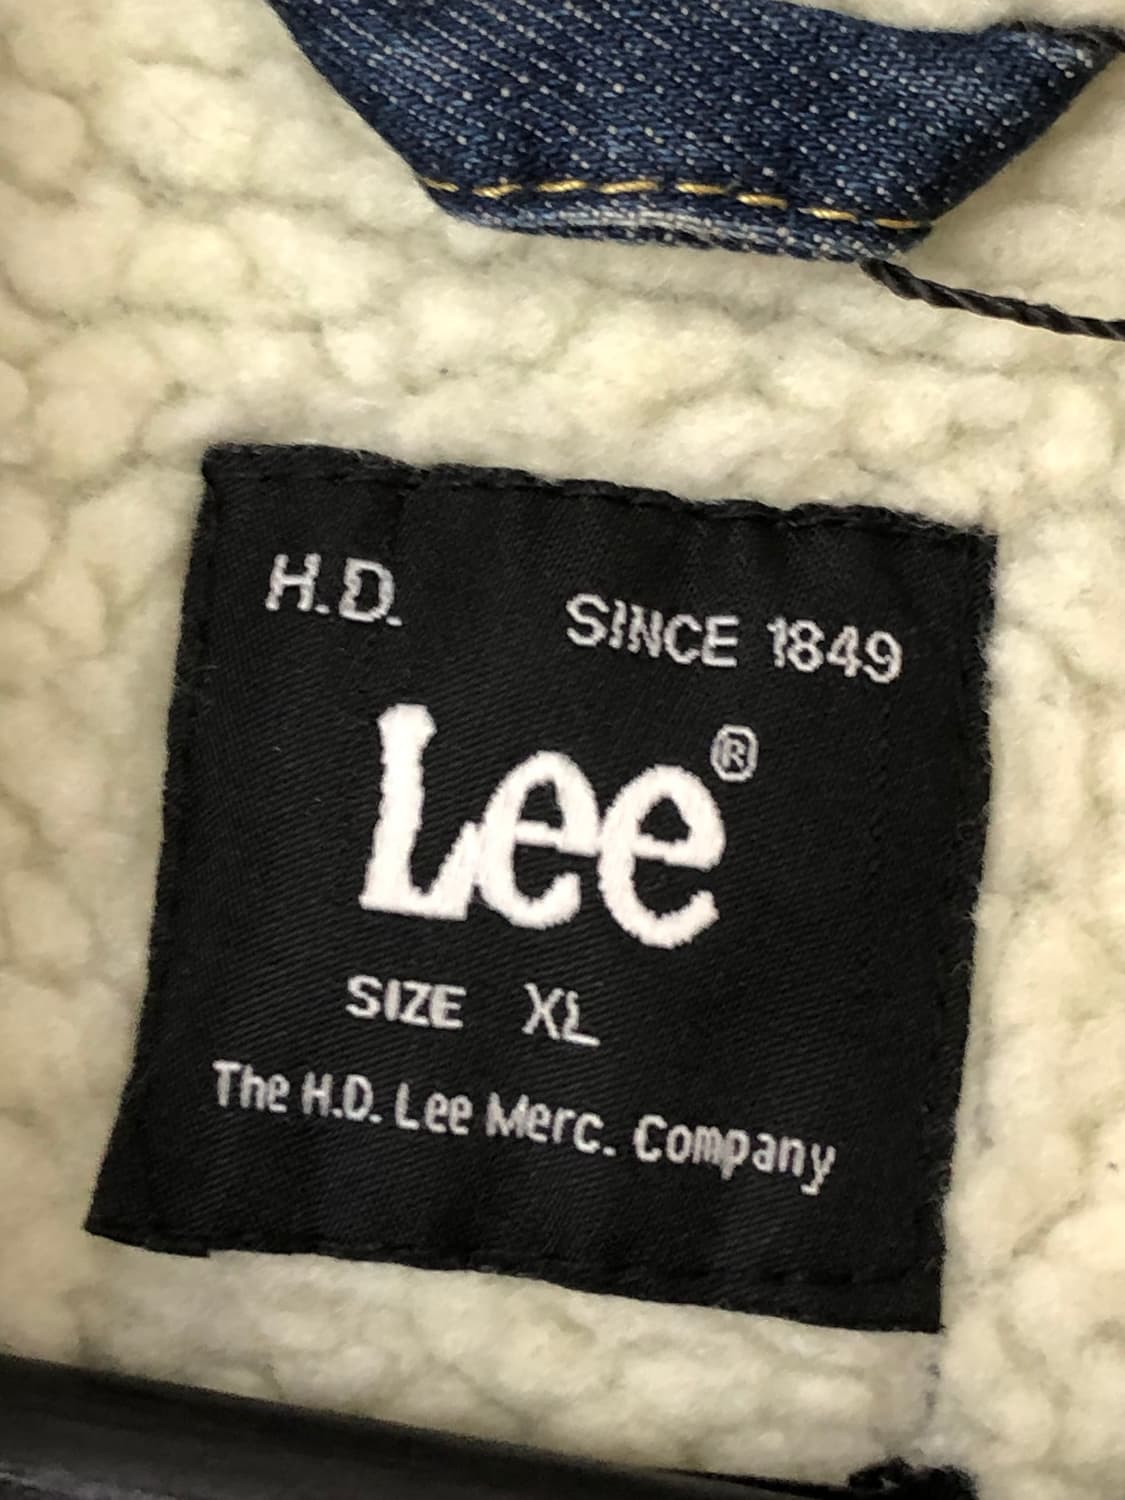 H.D. SINCE 1849
Lee®
SIZE XL
The H.D. Lee Merc. Company